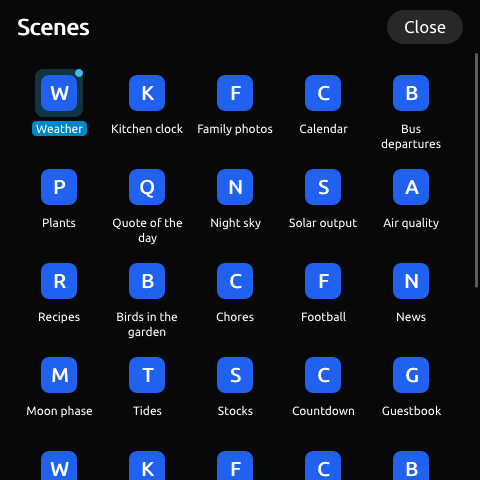 Scenes
Close
W K F C B
Weather Kitchen clock Family photos Calendar Bus departures
P Q N S A
Plants Quote of the day Night sky Solar output Air quality
R B C F N
Recipes Birds in the garden Chores Football News
M T S C G
Moon phase Tides Stocks Countdown Guestbook
W K F C B